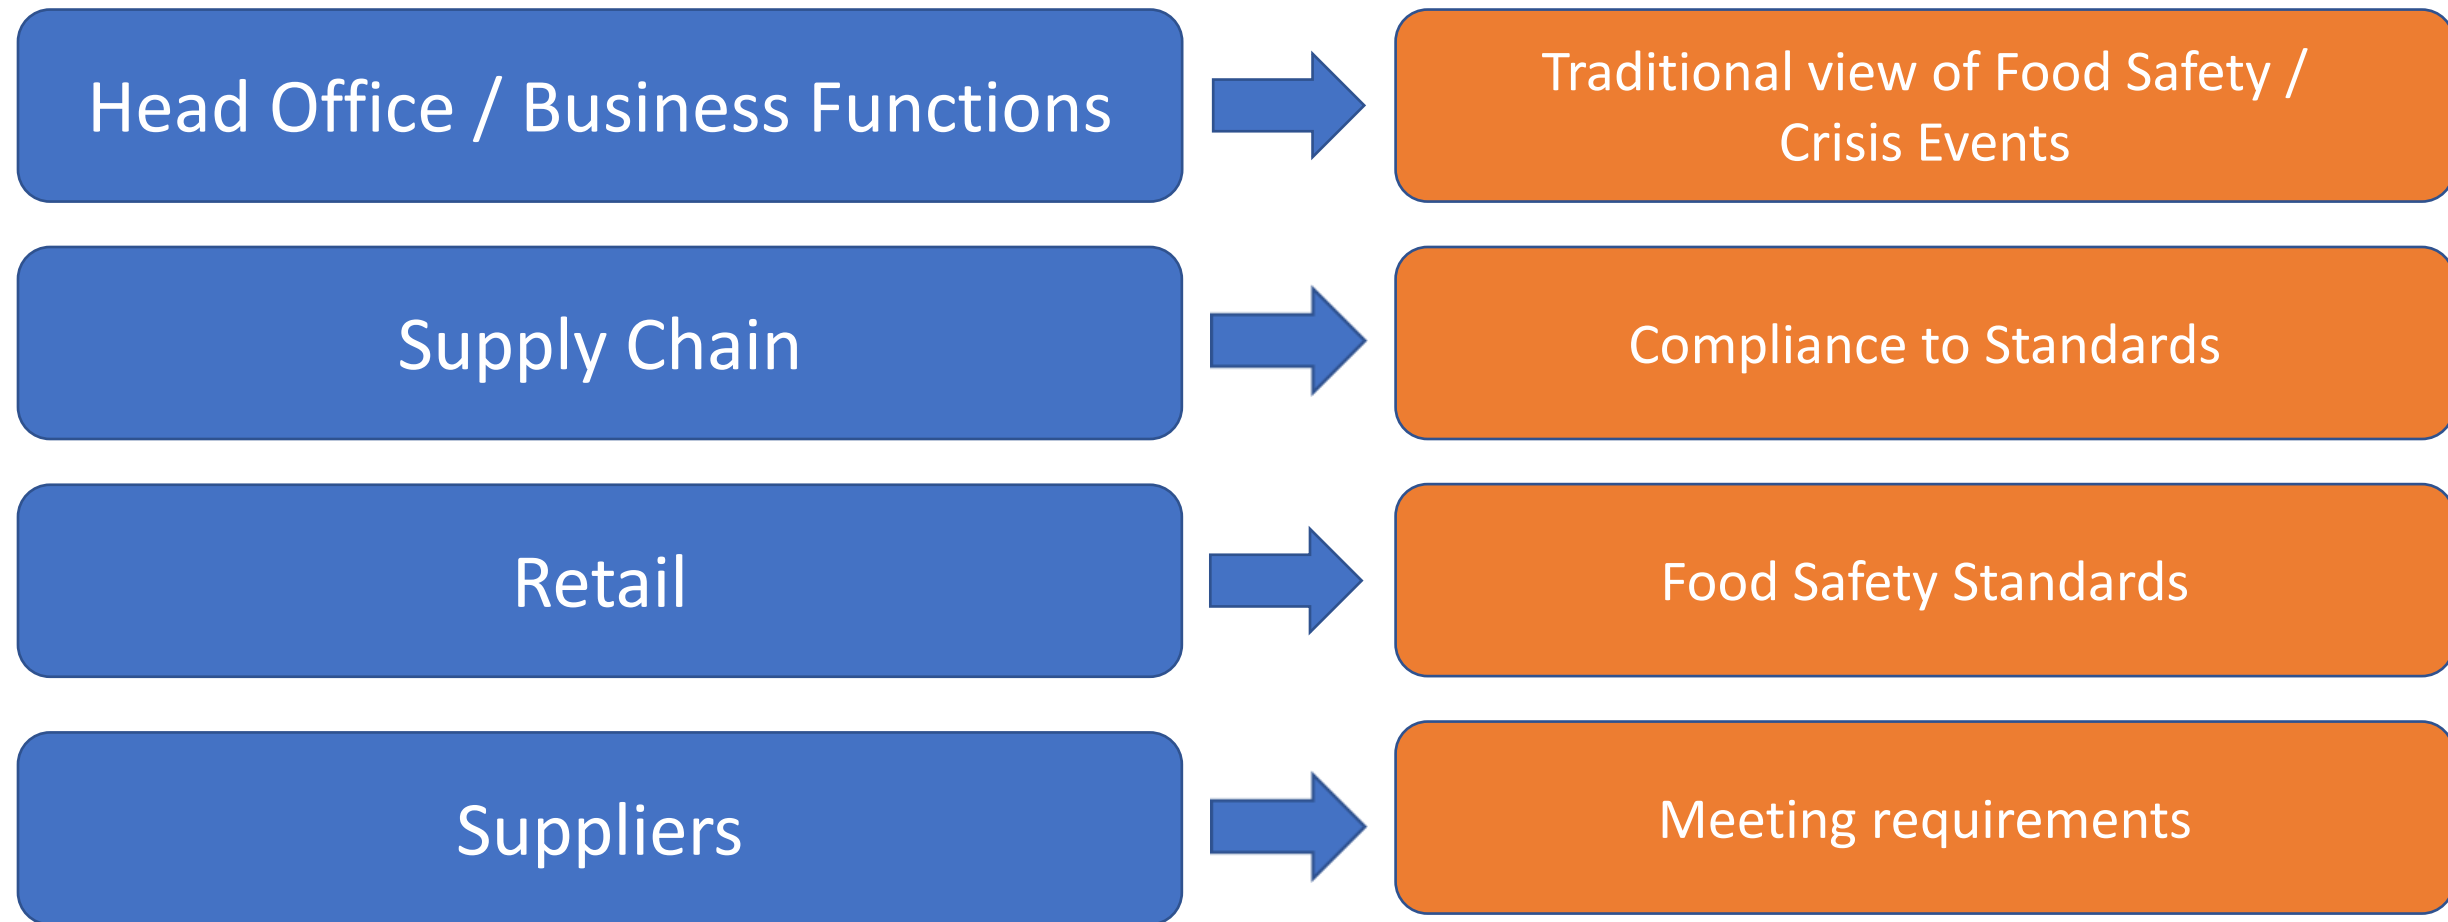 Head Office / Business Functions
Traditional view of Food Safety /
Crisis Events
Supply Chain
Compliance to Standards
Retail
Food Safety Standards
Suppliers
Meeting requirements